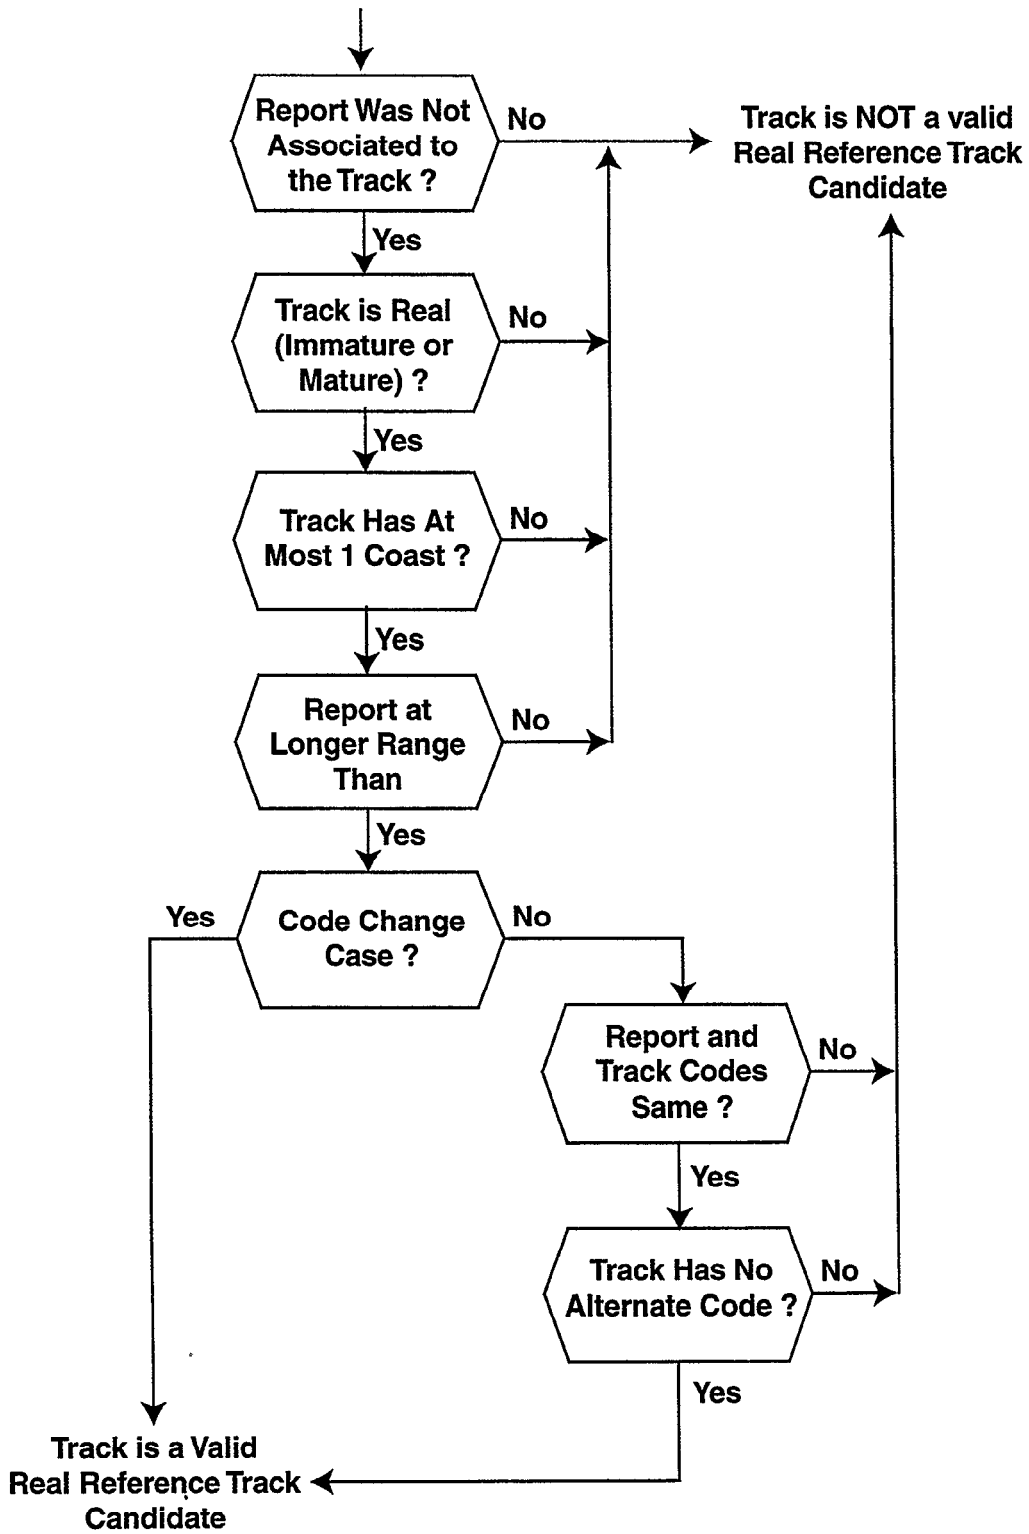 Report Was Not
Associated to
the Track ?
No
Track is NOT a valid
Real Reference Track
Candidate
Yes
Track is Real
(Immature or
Mature) ?
No
Yes
Track Has At
Most 1 Coast ?
No
Yes
Report at
Longer Range
Than
No
Yes
Code Change
Case ?
Yes
No
Report and
Track Codes
Same ?
No
Yes
Track Has No
Alternate Code ?
No
Yes
Track is a Valid
Real Reference Track
Candidate